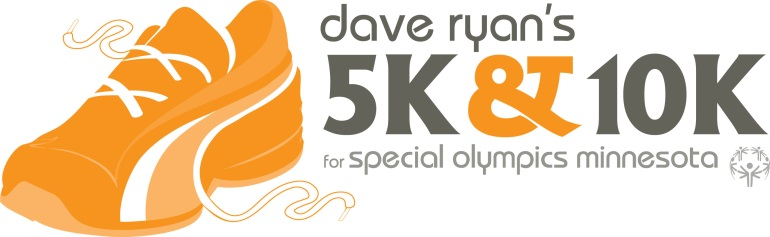 dave ryan's
5K & 10K
for special olympics minnesota